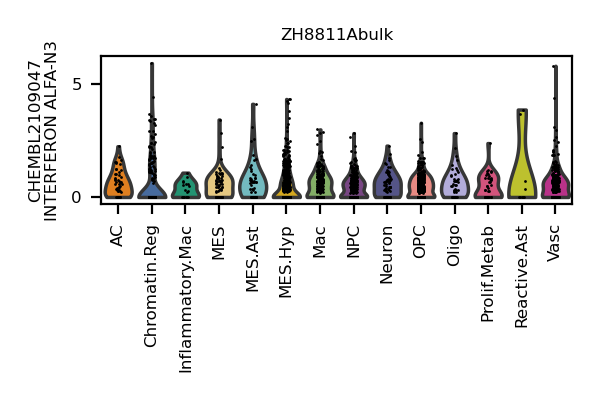 ZH8811Abulk
CHEMBL2109047
INTERFERON ALFA-N3
5
0
AC
Chromatin.Reg
Inflammatory.Mac
MES
MES.Ast
MES.Hyp
Mac
NPC
Neuron
OPC
Oligo
Prolif.Metab
Reactive.Ast
Vasc